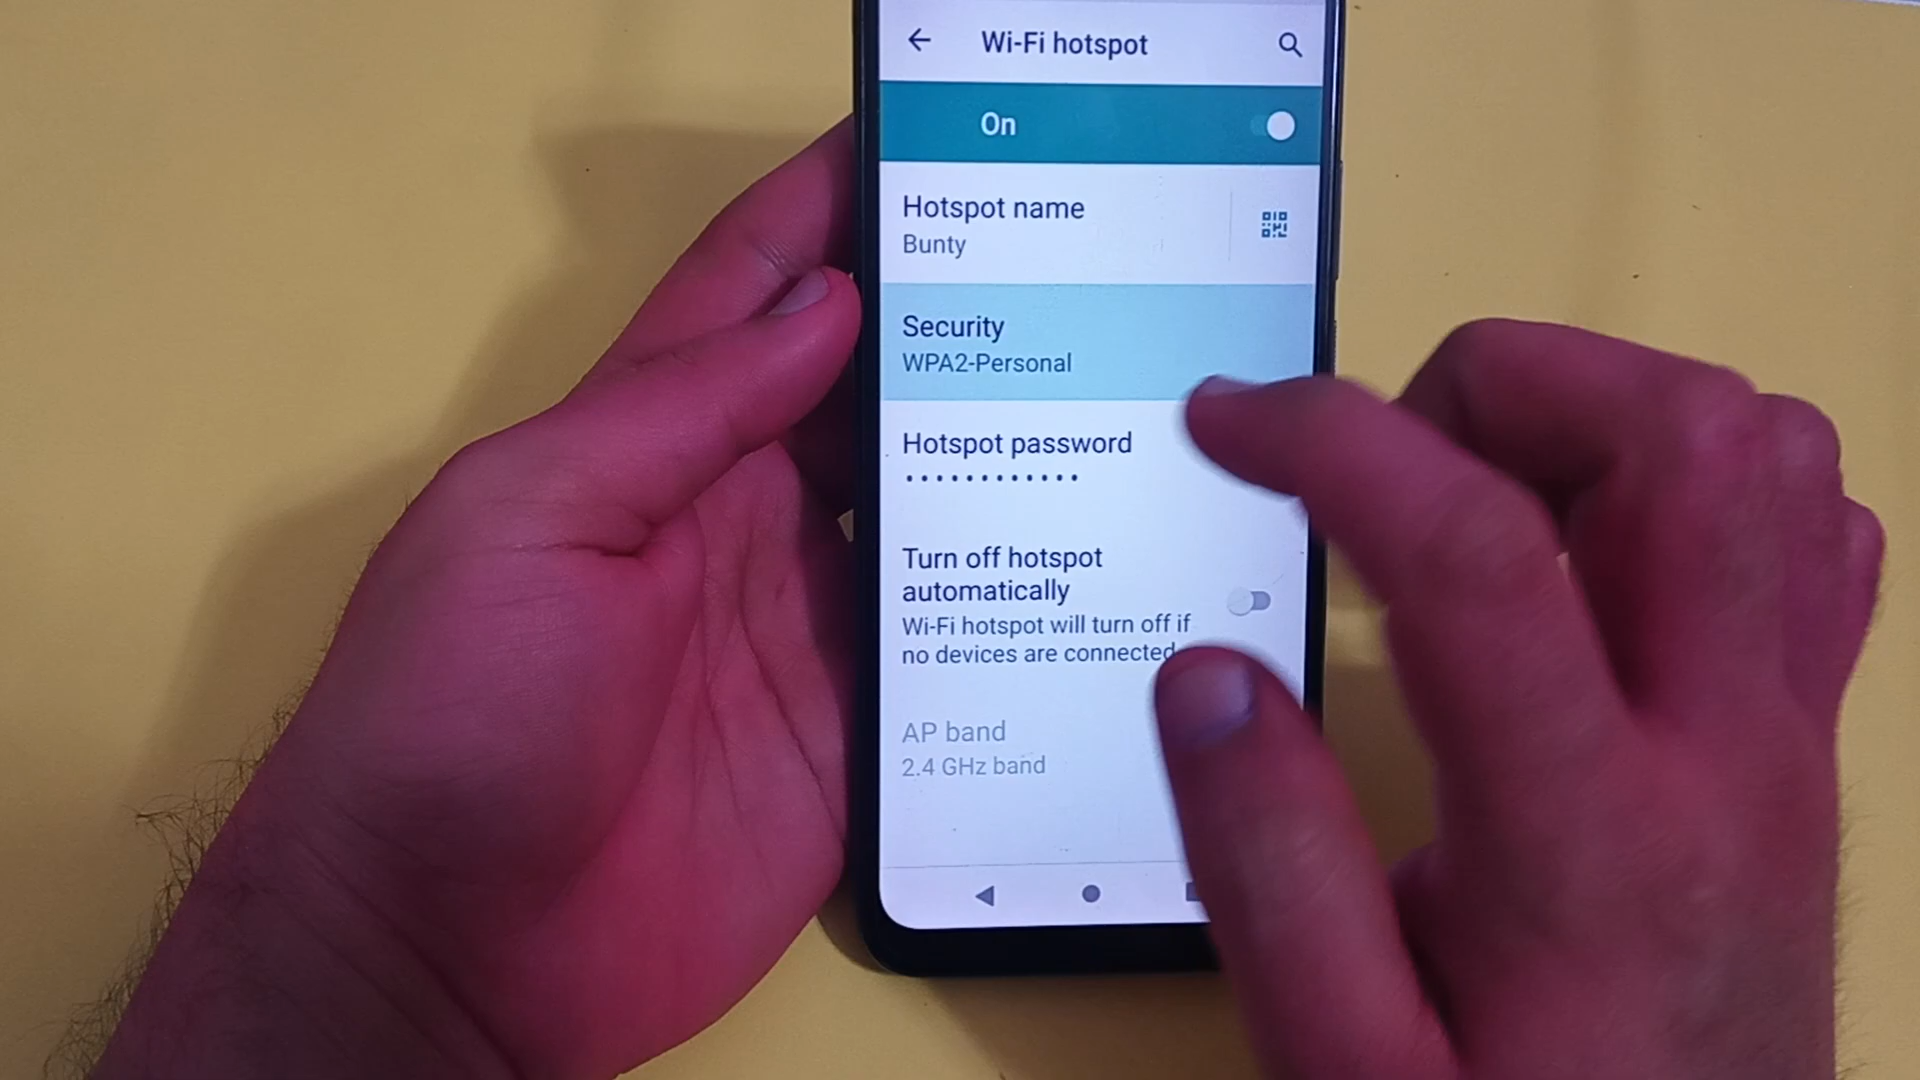 Wi-Fi hotspot
On
Hotspot name
Bunty
Security
WPA2-Personal
Hotspot password
••••••••••••
Turn off hotspot
automatically
Wi-Fi hotspot will turn off if
no devices are connected
AP band
2.4 GHz band